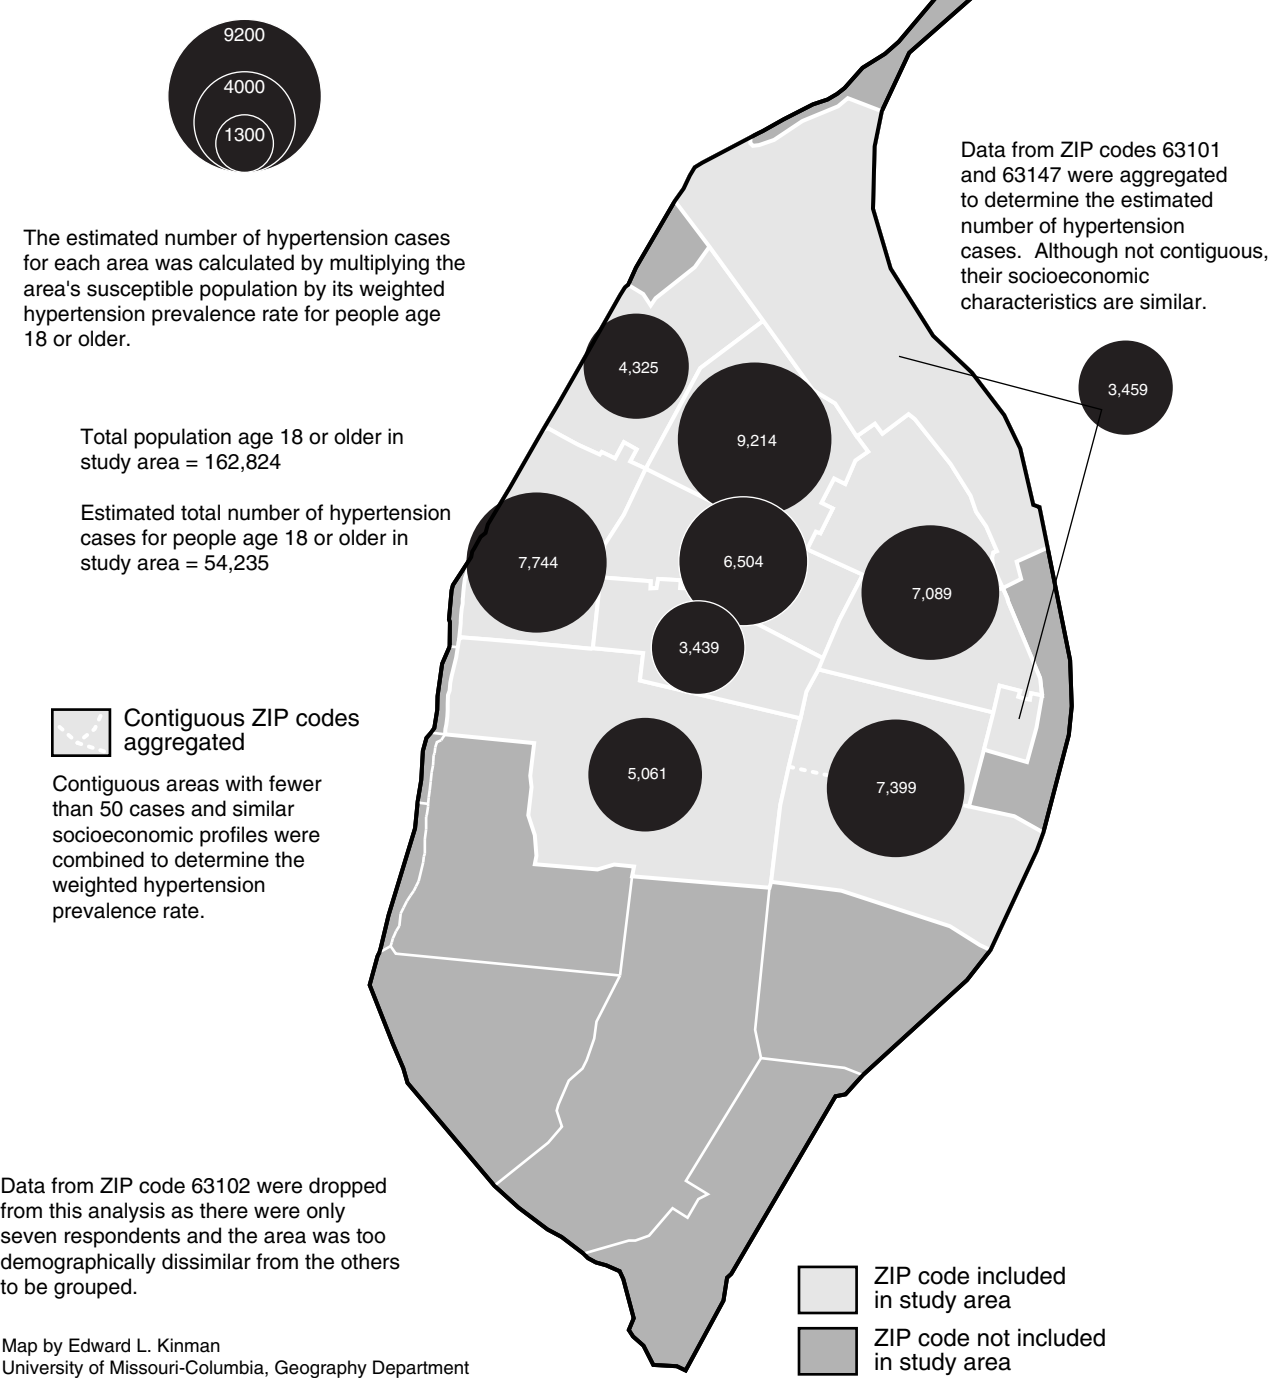 9200
4000
1300
The estimated number of hypertension cases
for each area was calculated by multiplying the
area's susceptible population by its weighted
hypertension prevalence rate for people age
18 or older.
Total population age 18 or older in
study area = 162,824
Estimated total number of hypertension
cases for people age 18 or older in
study area = 54,235
Data from ZIP codes 63101
and 63147 were aggregated
to determine the estimated
number of hypertension
cases.  Although not contiguous,
their socioeconomic
characteristics are similar.
3,459
4,325
9,214
7,744
6,504
7,089
3,439
5,061
7,399
Contiguous ZIP codes
aggregated
Contiguous areas with fewer
than 50 cases and similar
socioeconomic profiles were
combined to determine the
weighted hypertension
prevalence rate.
Data from ZIP code 63102 were dropped
from this analysis as there were only
seven respondents and the area was too
demographically dissimilar from the others
to be grouped.
Map by Edward L. Kinman
University of Missouri-Columbia, Geography Department
ZIP code included
in study area
ZIP code not included
in study area